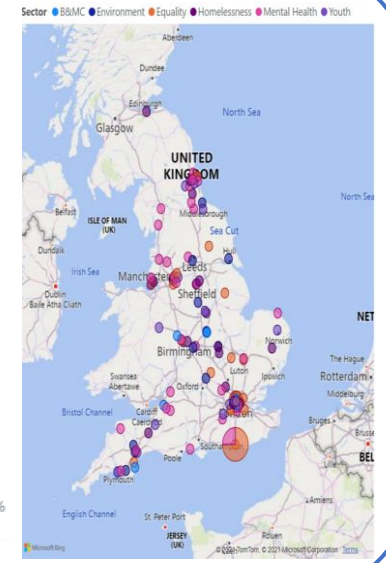 Sector B&MC Environment Equality Homelessness Mental Health Youth
Aberdeen
Dundee
Edinburgh
Glasgow
North Sea
UNITED
KINGDOM
North Sea
Belfast
ISLE OF MAN
(UK)
Middlesbrough
Sea Cut
Dundalk
Hull
Leeds
Irish Sea
Manchester
Dublin
Baile Átha Cliath
Sheffield
NET
Norwich
Birmingham
The Hague
Swansea
Abertawe
Oxford
Luton
Ipswich
Rotterdam
Middelburg
Bristol Channel
Cardiff
Caerdydd
London
Bruges
Brusse
Southampton
BEL
Poole
Lille
Plymouth
%
Amiens
English Channel
St. Peter Port
JERSEY
(UK)
Rouen
Microsoft Bing
© 2021 TomTom, © 2021 Microsoft Corporation Terms